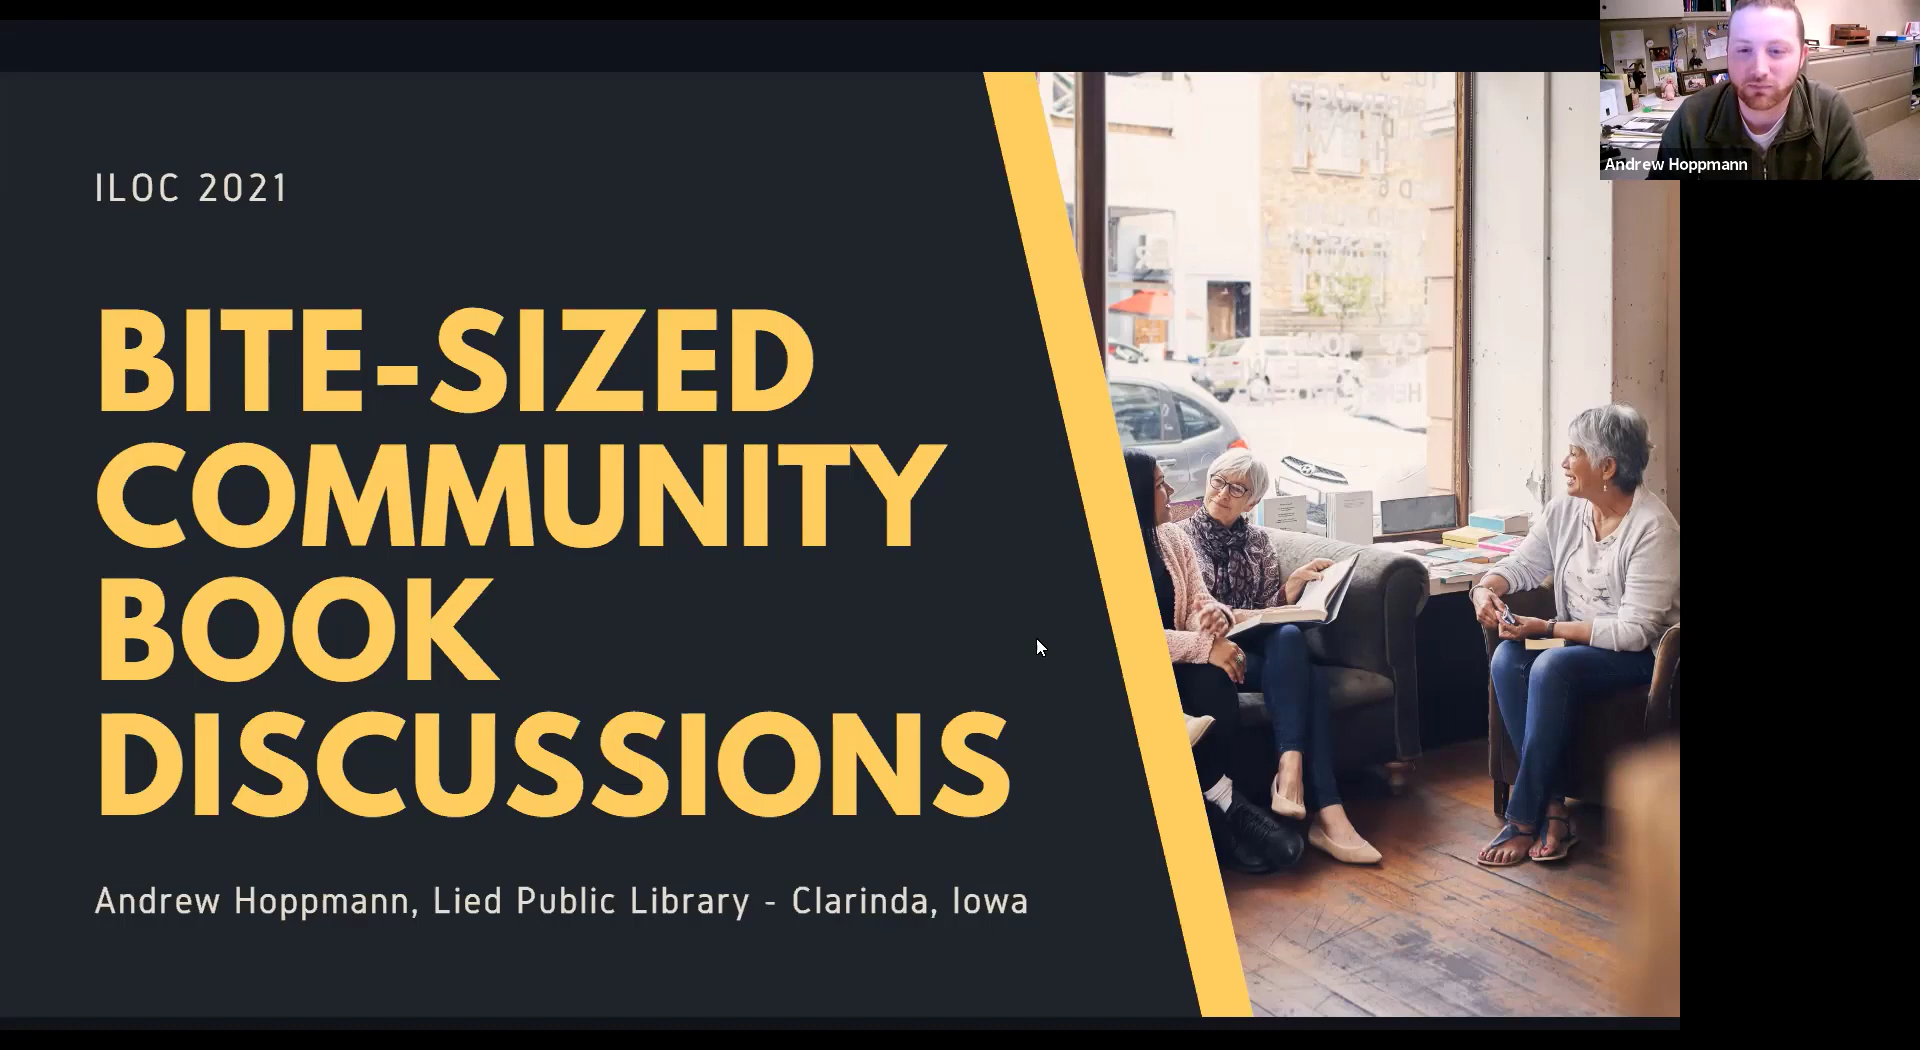 ILOC 2021
BITE-SIZED
COMMUNITY
BOOK
DISCUSSIONS
Andrew Hoppmann, Lied Public Library - Clarinda, Iowa
Andrew Hoppmann